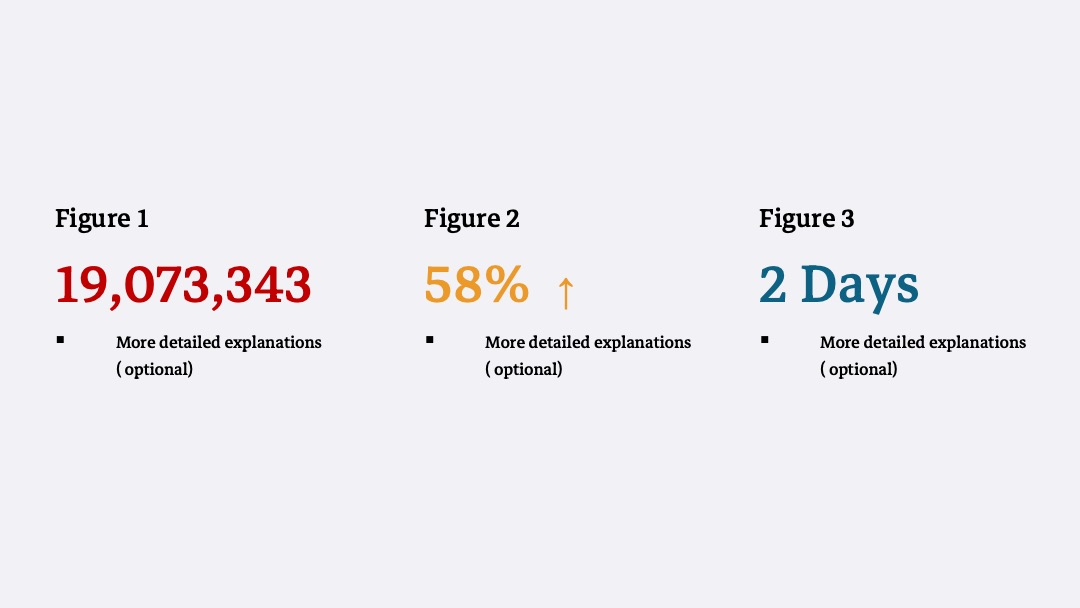 Figure 1
19,073,343
▪ More detailed explanations
( optional)
Figure 2
58% ↑
▪ More detailed explanations
( optional)
Figure 3
2 Days
▪ More detailed explanations
( optional)